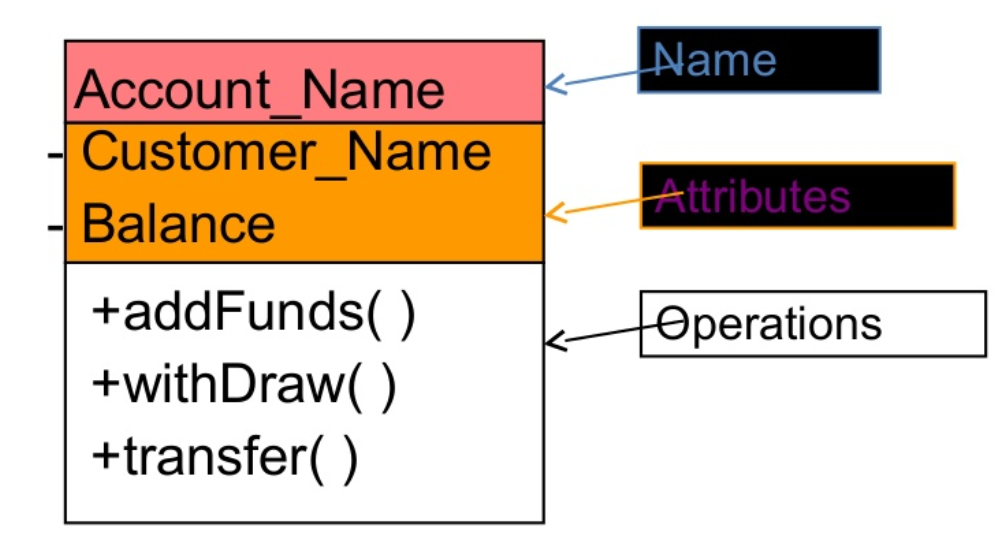 Account_Name
- Customer_Name
- Balance
+addFunds( )
+withDraw( )
+transfer( )
Name
Attributes
Operations